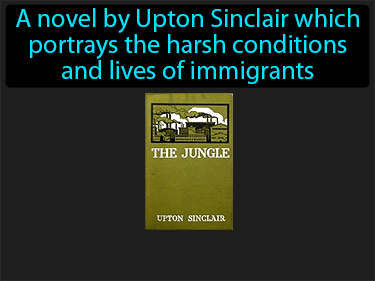 A novel by Upton Sinclair which
portrays the harsh conditions
and lives of immigrants
THE JUNGLE
UPTON SINCLAIR